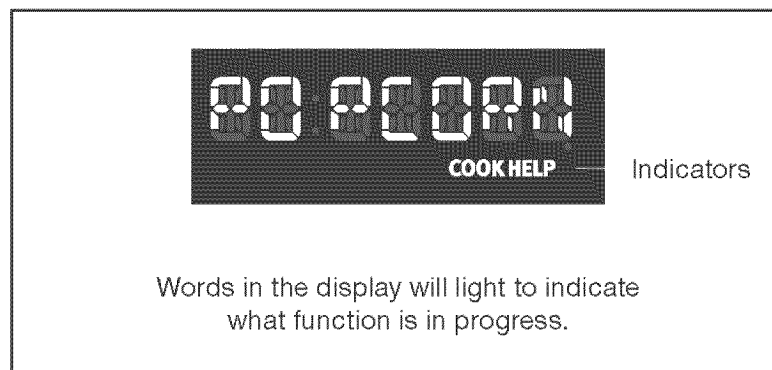 POPCORN
COOK HELP
Indicators
Words in the display will light to indicate
what function is in progress.